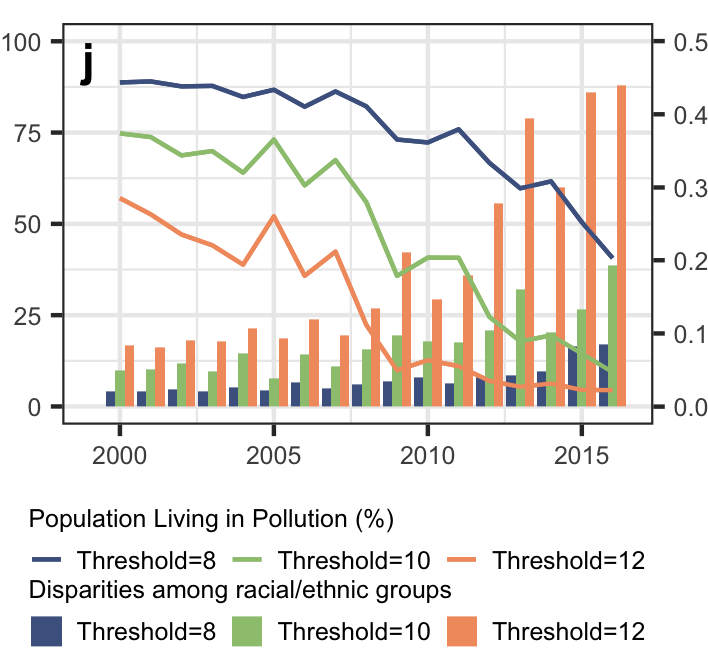 j
100
75
50
25
0
0.5
0.4
0.3
0.2
0.1
0.0
2000 2005 2010 2015
Population Living in Pollution (%)
Threshold=8 Threshold=10 Threshold=12
Disparities among racial/ethnic groups
Threshold=8 Threshold=10 Threshold=12